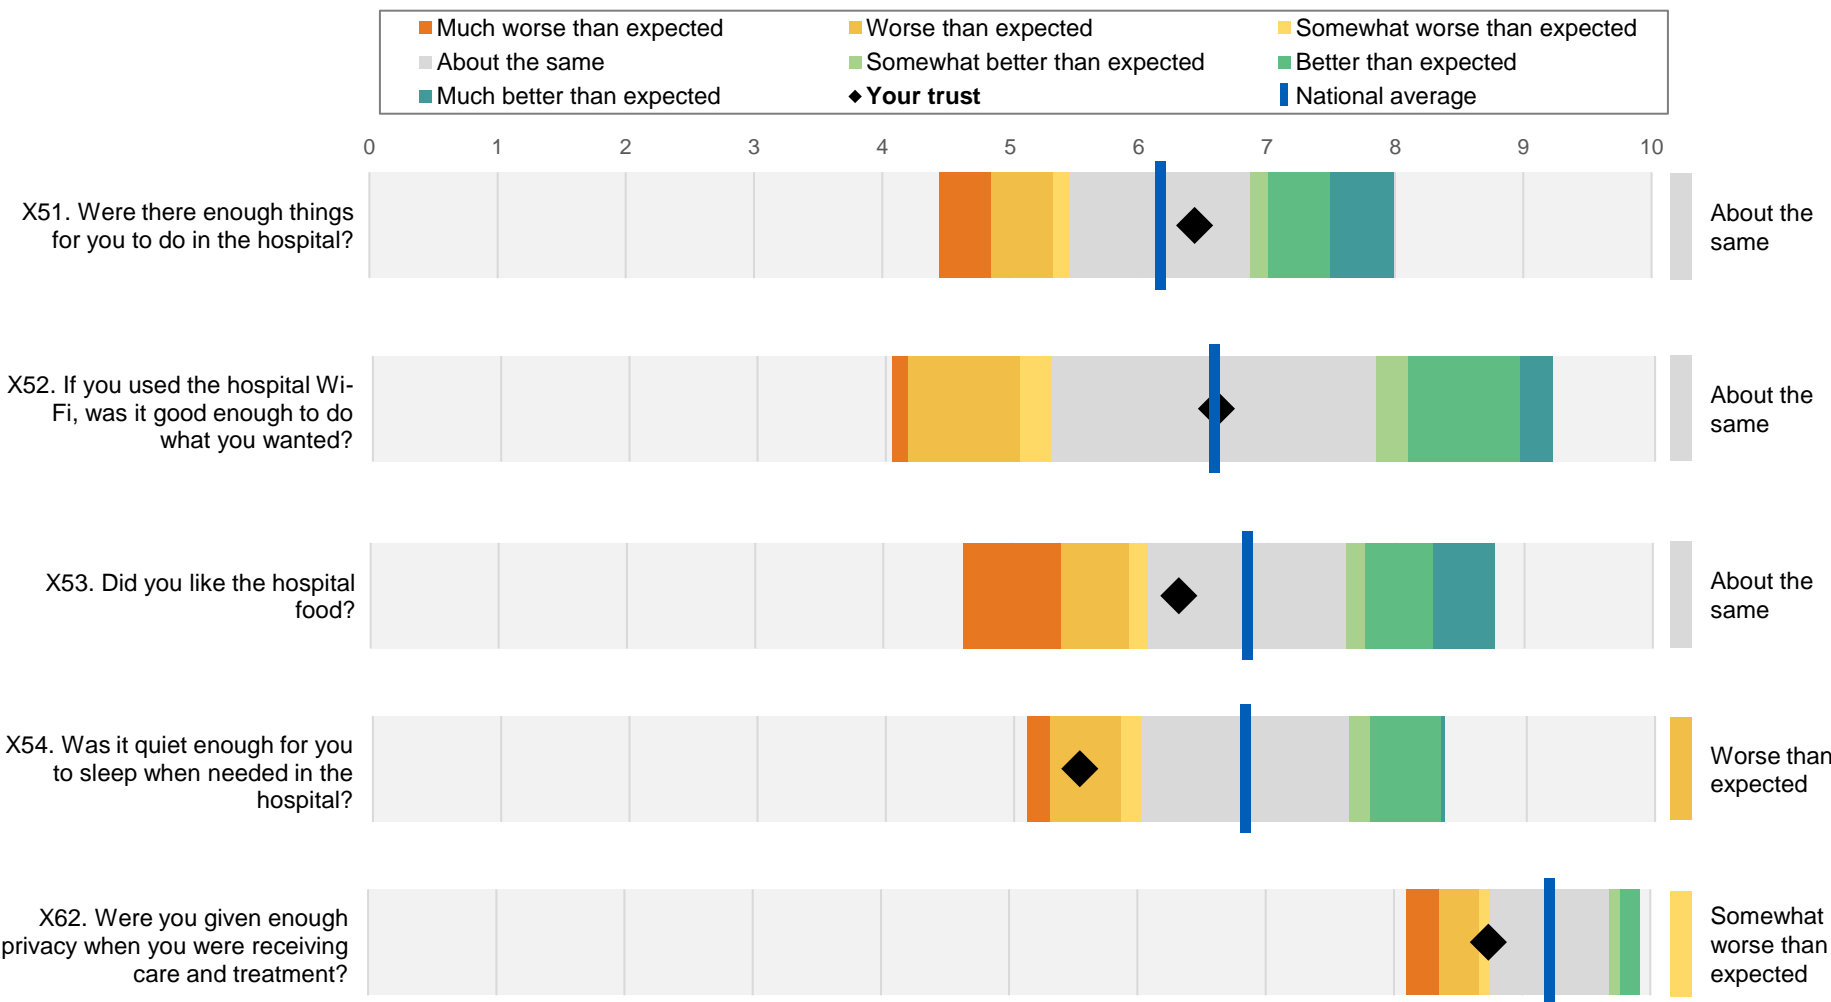 Much worse than expected
Worse than expected
Somewhat worse than expected
About the same
Somewhat better than expected
Better than expected
Much better than expected
Your trust
National average
0 1 2 3 4 5 6 7 8 9 10
X51. Were there enough things
for you to do in the hospital?
About the
same
X52. If you used the hospital Wi-
Fi, was it good enough to do
what you wanted?
About the
same
X53. Did you like the hospital
food?
About the
same
X54. Was it quiet enough for you
to sleep when needed in the
hospital?
Worse than
expected
X62. Were you given enough
privacy when you were receiving
care and treatment?
Somewhat
worse than
expected